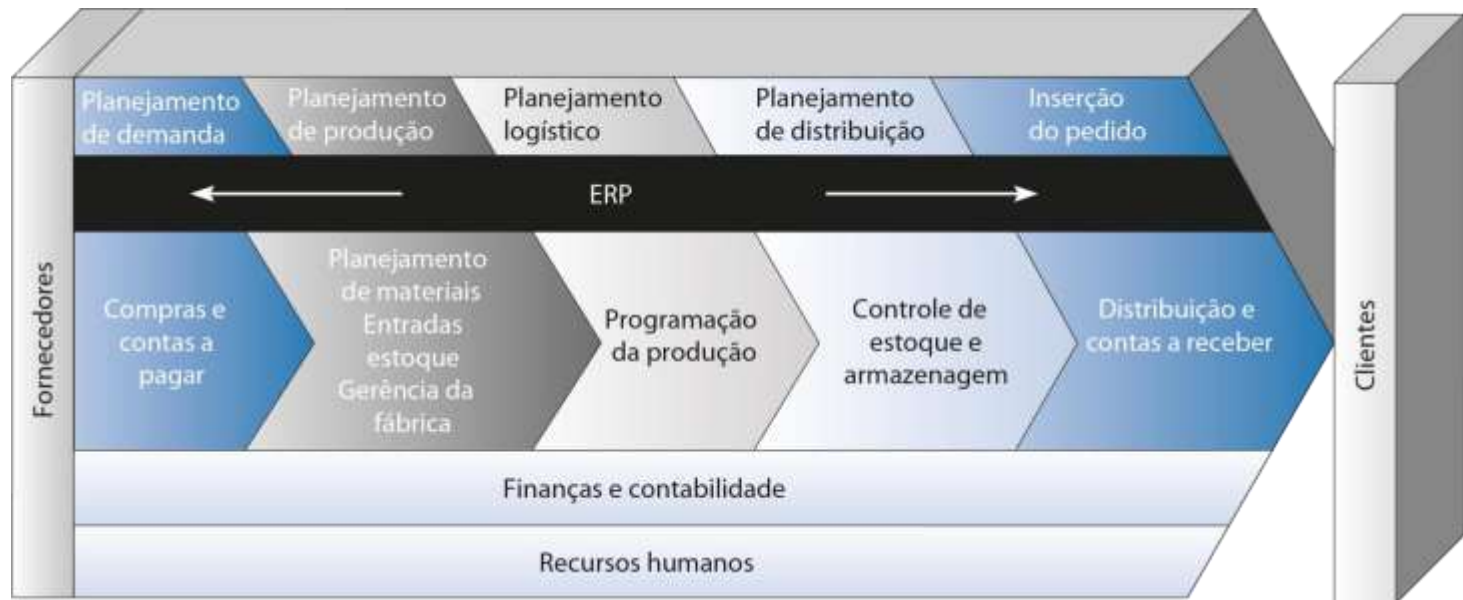 Planejamento
de demanda
Planejamento
de produção
Planejamento
logístico
Planejamento
de distribuição
Inserção
do pedido
ERP
Fornecedores
Compras e
contas a
pagar
Planejamento
de materiais
Entradas
estoque
Gerência da
fábrica
Programação
da produção
Controle de
estoque e
armazenagem
Distribuição e
contas a receber
Clientes
Finanças e contabilidade
Recursos humanos